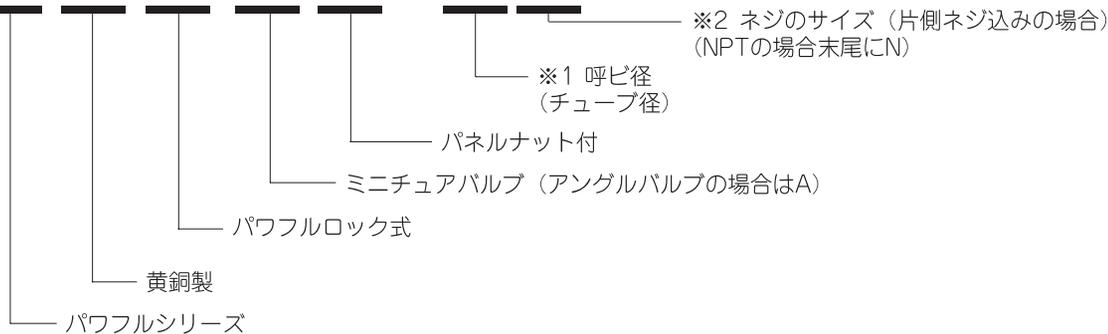 ※2 ネジのサイズ（片側ネジ込みの場合）
（NPTの場合末尾にN）
※1 呼ビ径
（チューブ径）
パネルナット付
ミニチュアバルブ（アングルバルブの場合はA）
パワフルロック式
黄銅製
パワフルシリーズ